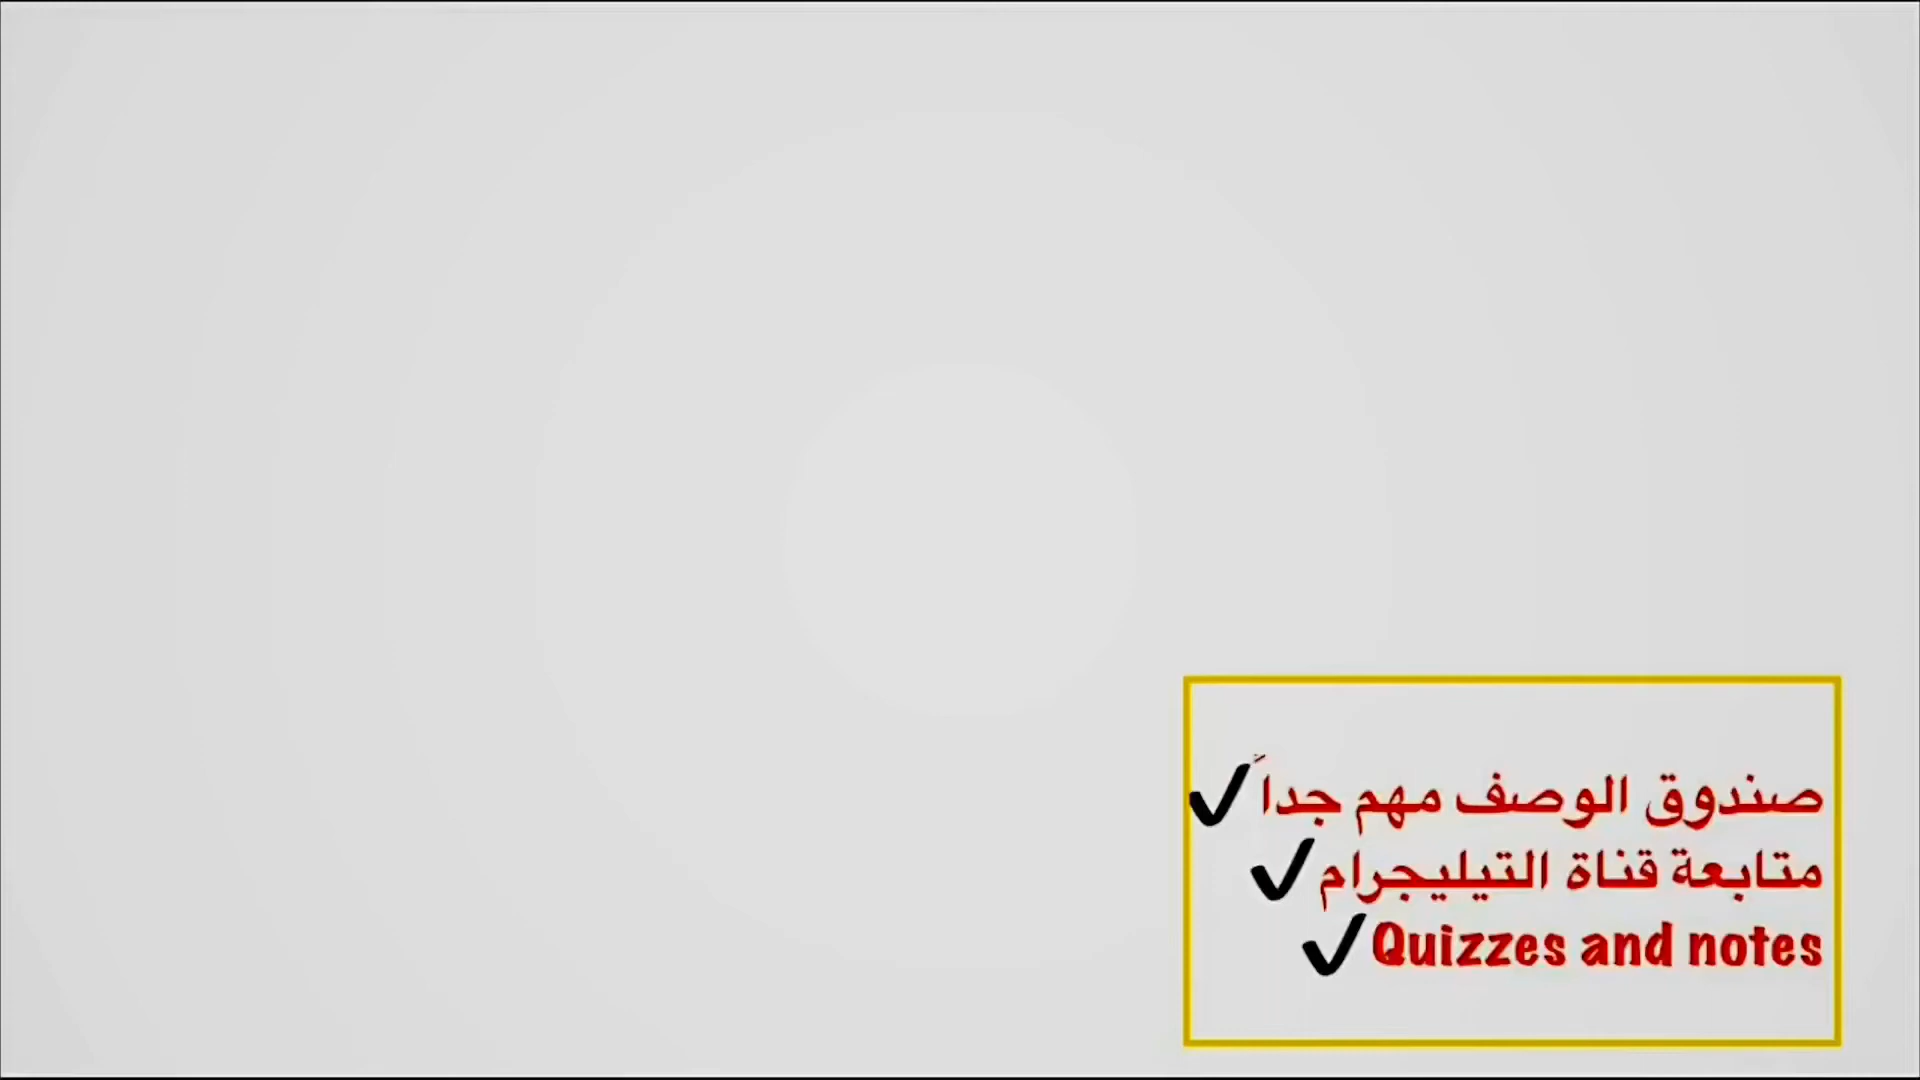 صندوق الوصف مهم جداً ✔
متابعة قناة التيليجرام ✔
✔Quizzes and notes